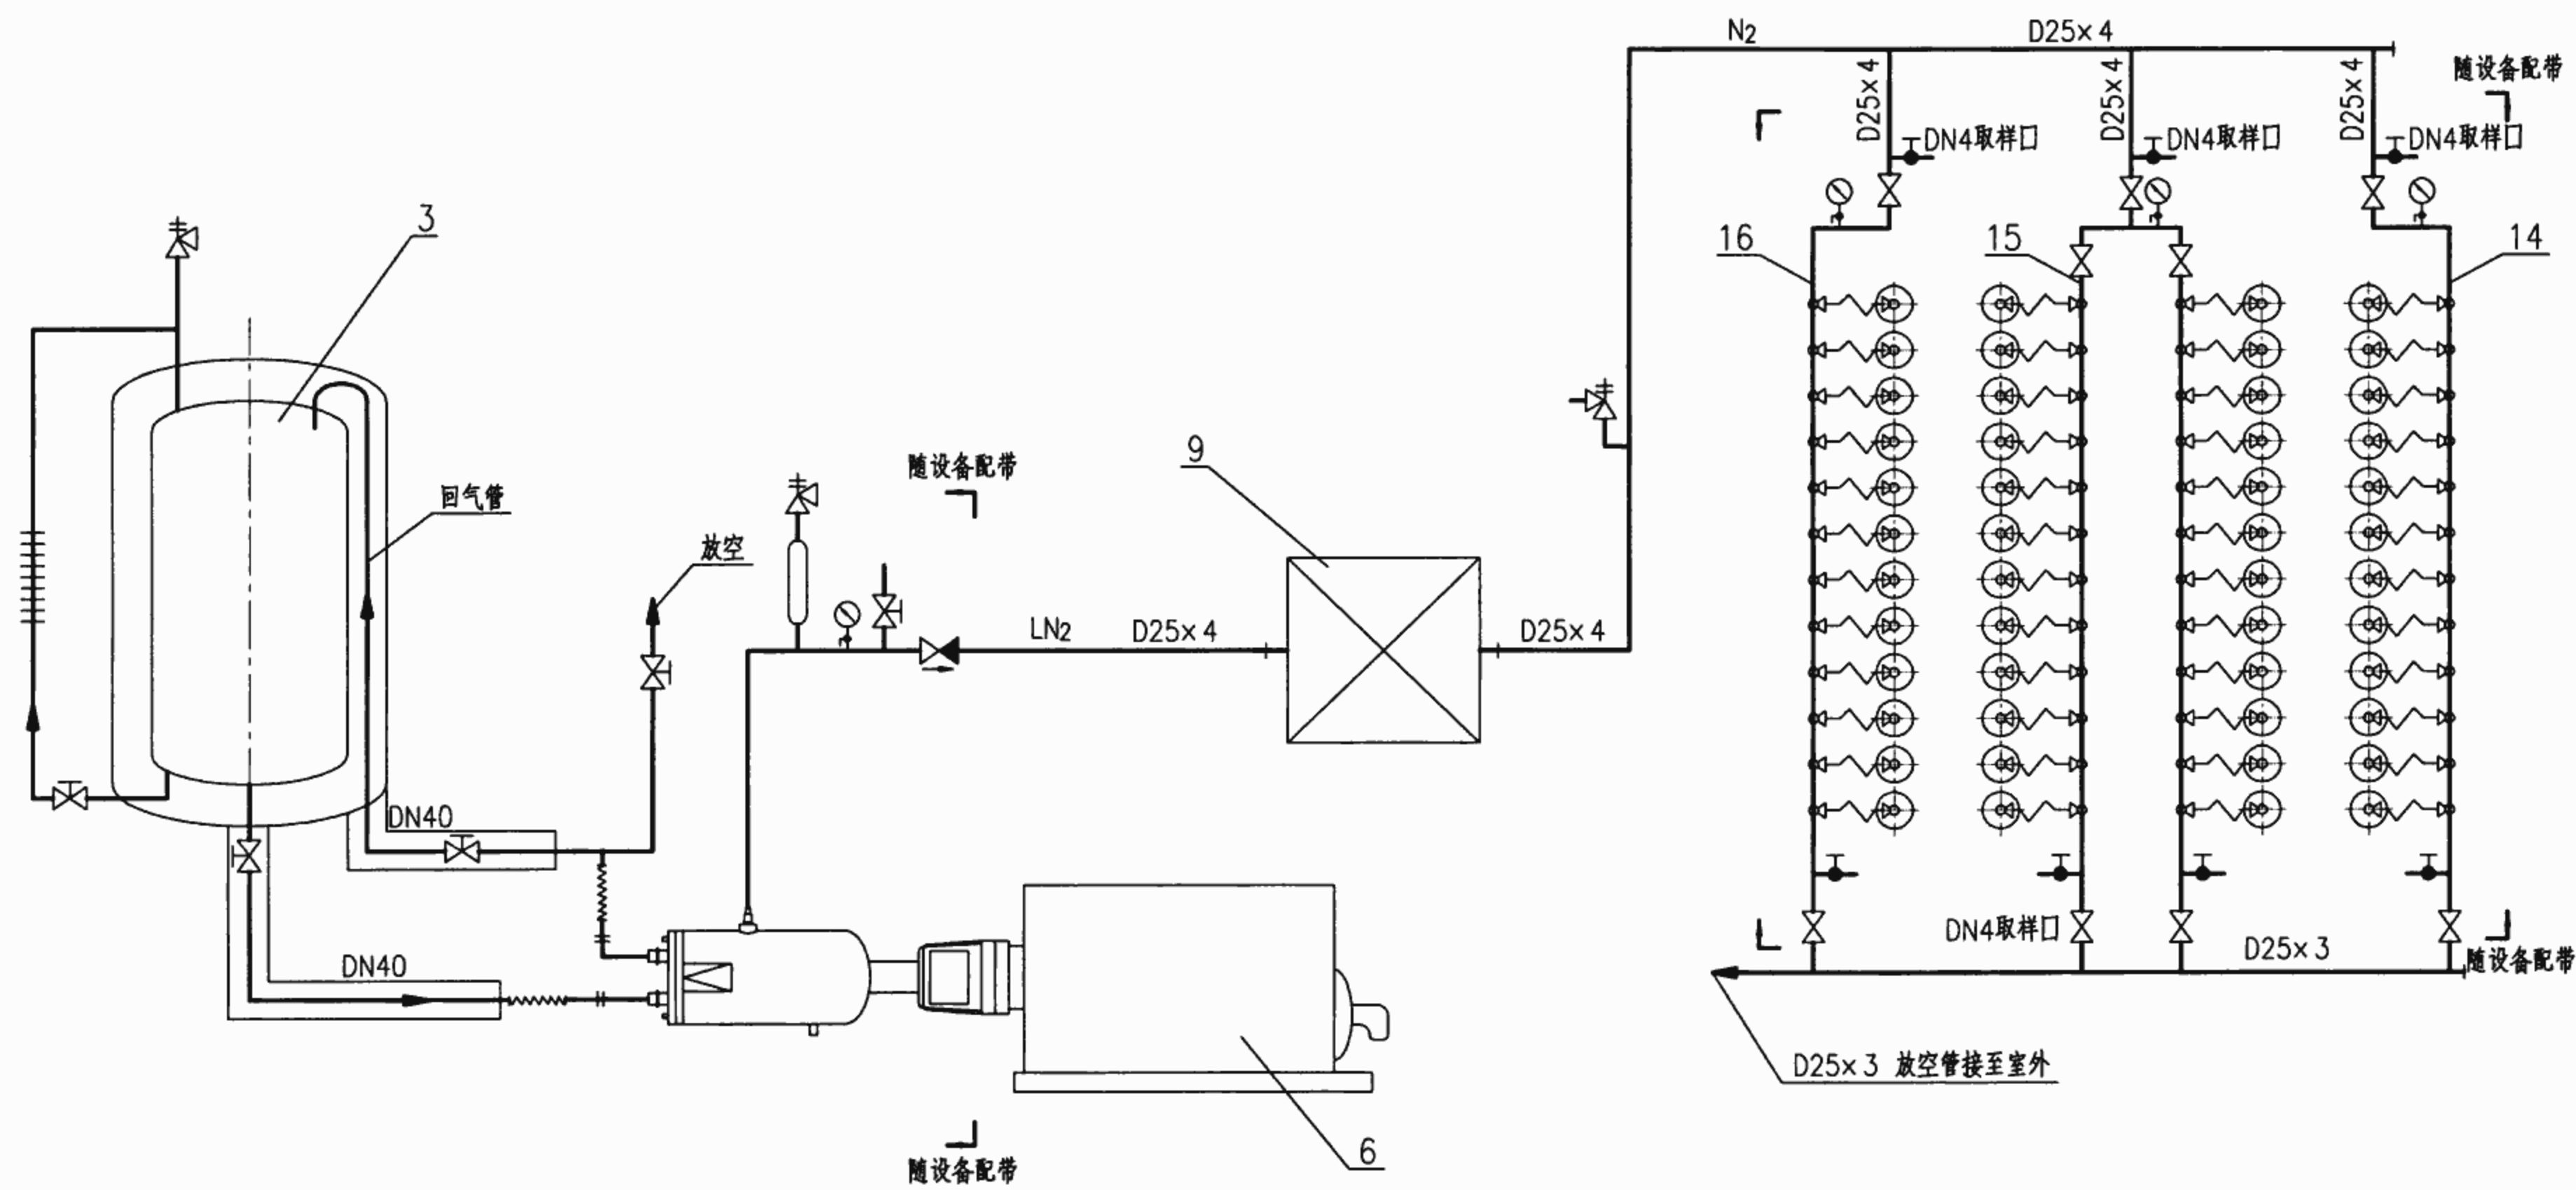 N2
D25×4
随设备配带
D25×4
D25×4
D25×4
DN4取样口
DN4取样口
DN4取样口
3
16
15
14
随设备配带
9
回气管
放空
LN2
D25×4
D25×4
DN40
DN4取样口
D25×3
随设备配带
DN40
D25×3 放空管接至室外
6
随设备配带